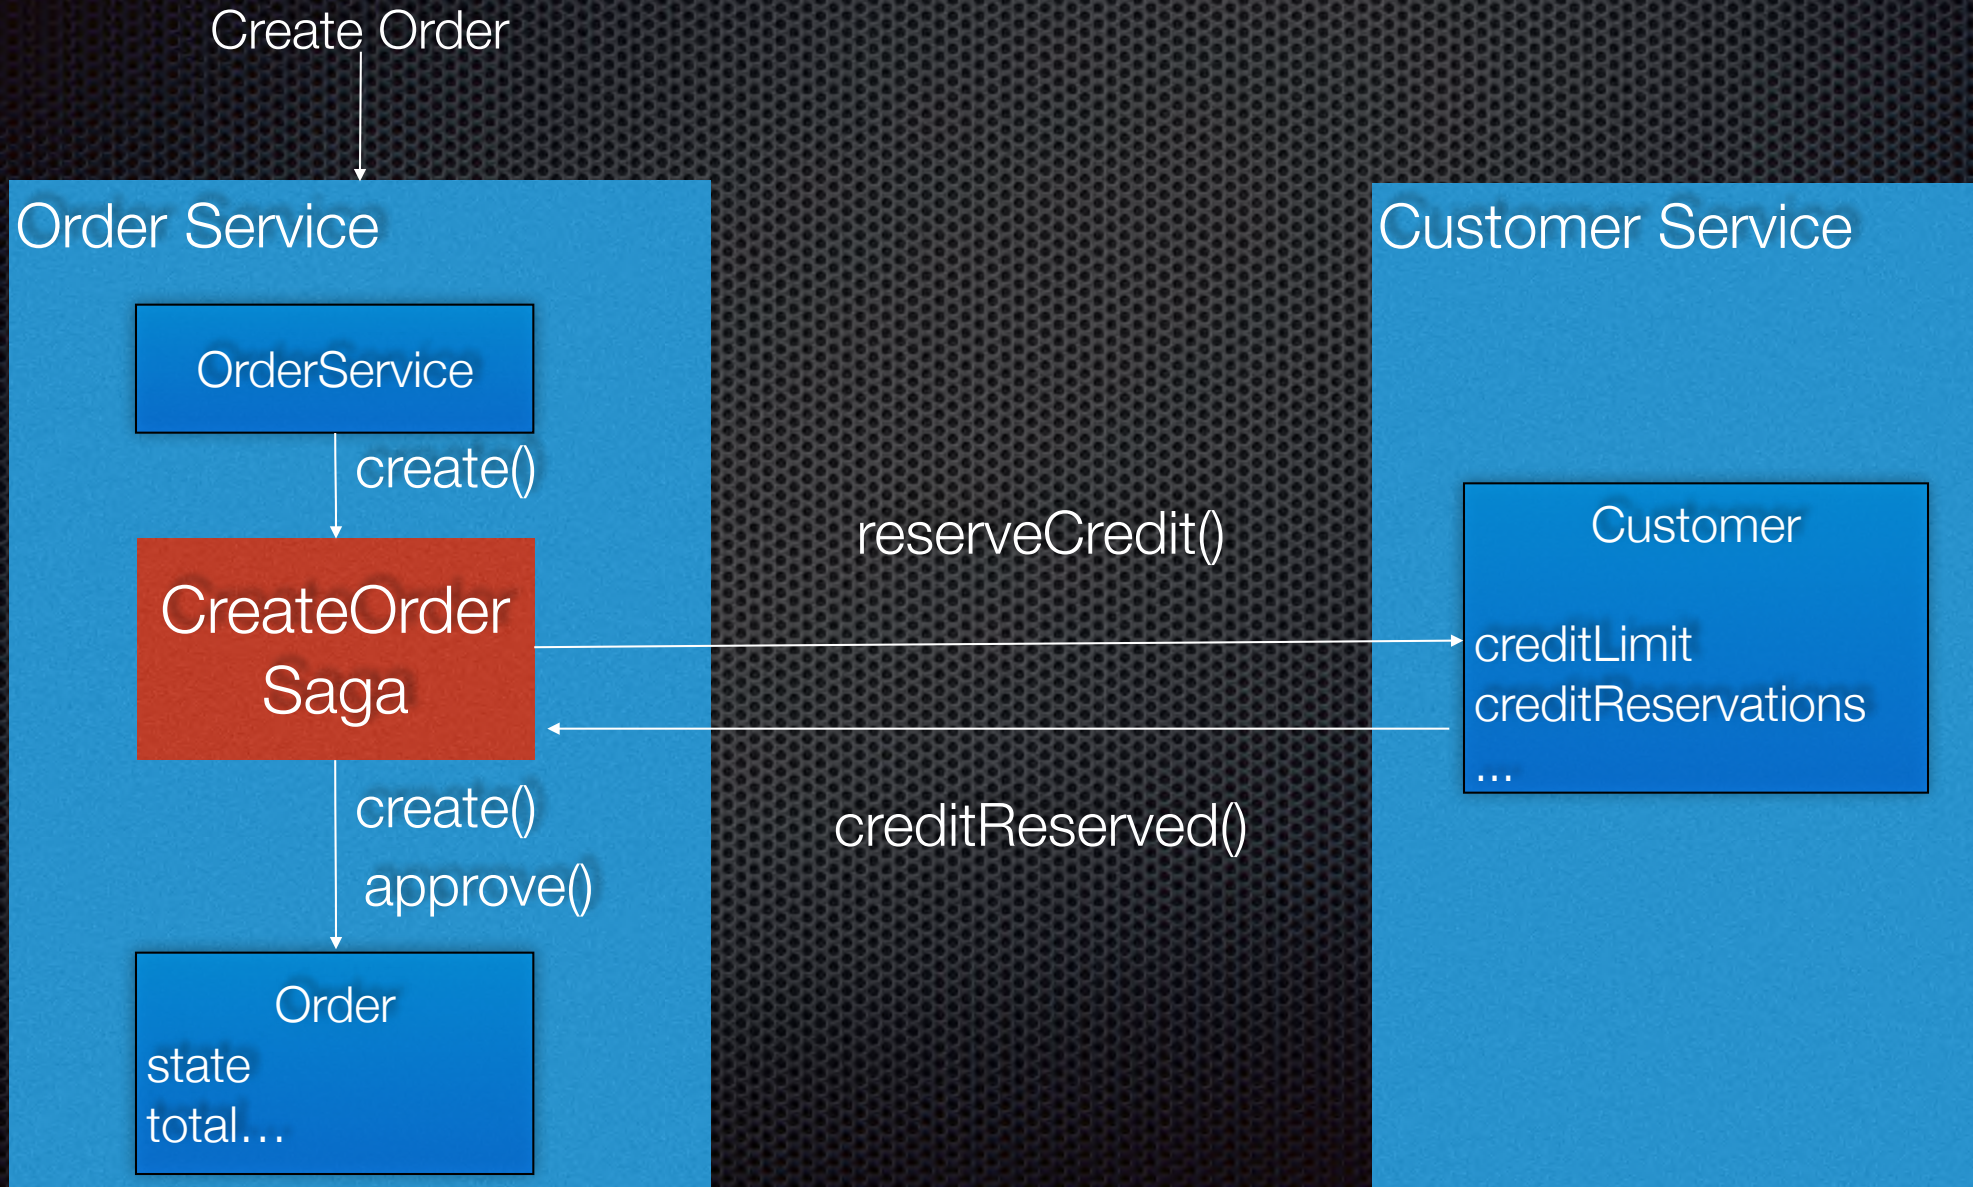 Create Order
Order Service
OrderService
create()
CreateOrder
Saga
create()
approve()
Order
state
total...
reserveCredit()
creditReserved()
Customer Service
Customer
creditLimit
creditReservations
...